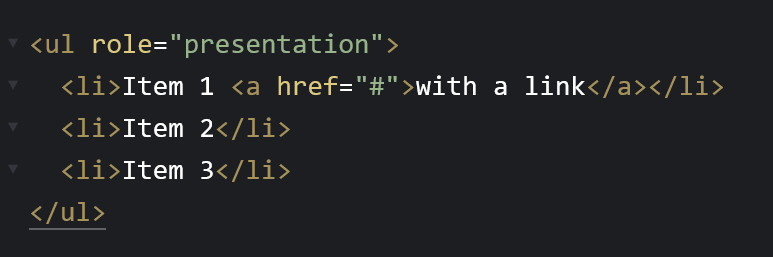 <ul role="presentation">
  <li>Item 1 <a href="#">with a link</a></li>
  <li>Item 2</li>
  <li>Item 3</li>
</ul>